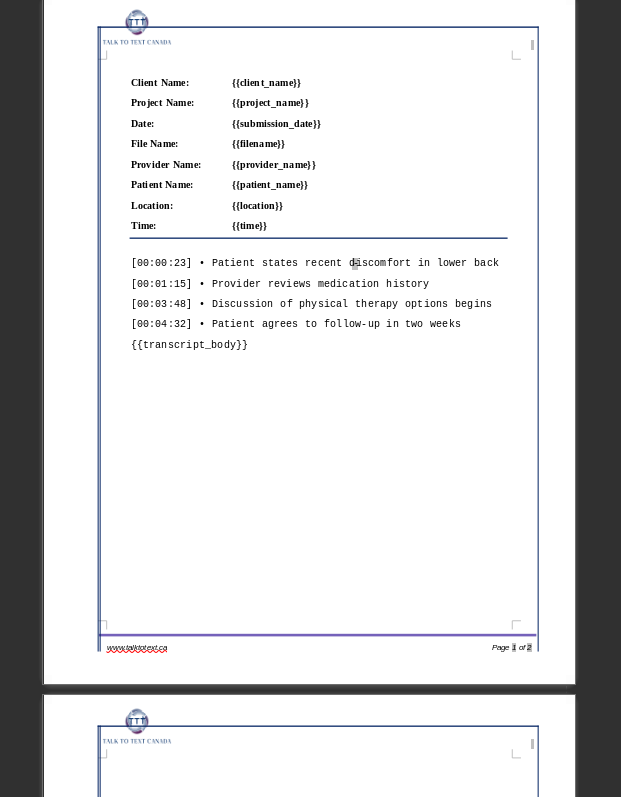 TTT
TALK TO TEXT CANADA
Client Name: {{client_name}}
Project Name: {{project_name}}
Date: {{submission_date}}
File Name: {{filename}}
Provider Name: {{provider_name}}
Patient Name: {{patient_name}}
Location: {{location}}
Time: {{time}}
[00:00:23] • Patient states recent discomfort in lower back
[00:01:15] • Provider reviews medication history
[00:03:48] • Discussion of physical therapy options begins
[00:04:32] • Patient agrees to follow-up in two weeks
{{transcript_body}}
www.talktotext.ca Page 1 of 2
TTT
TALK TO TEXT CANADA